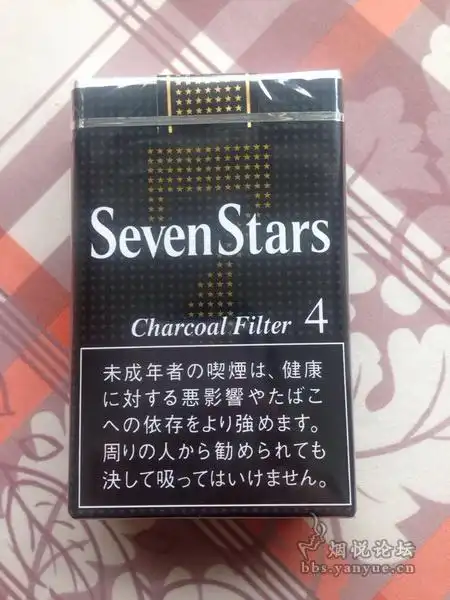 Seven Stars
Charcoal Filter 4
未成年者の喫煙は、健康
に対する悪影響やたばこ
への依存をより強めます。
周りの人から勧められても
決して吸ってはいけません。
烟悦论坛
bbs.yanyue.cn